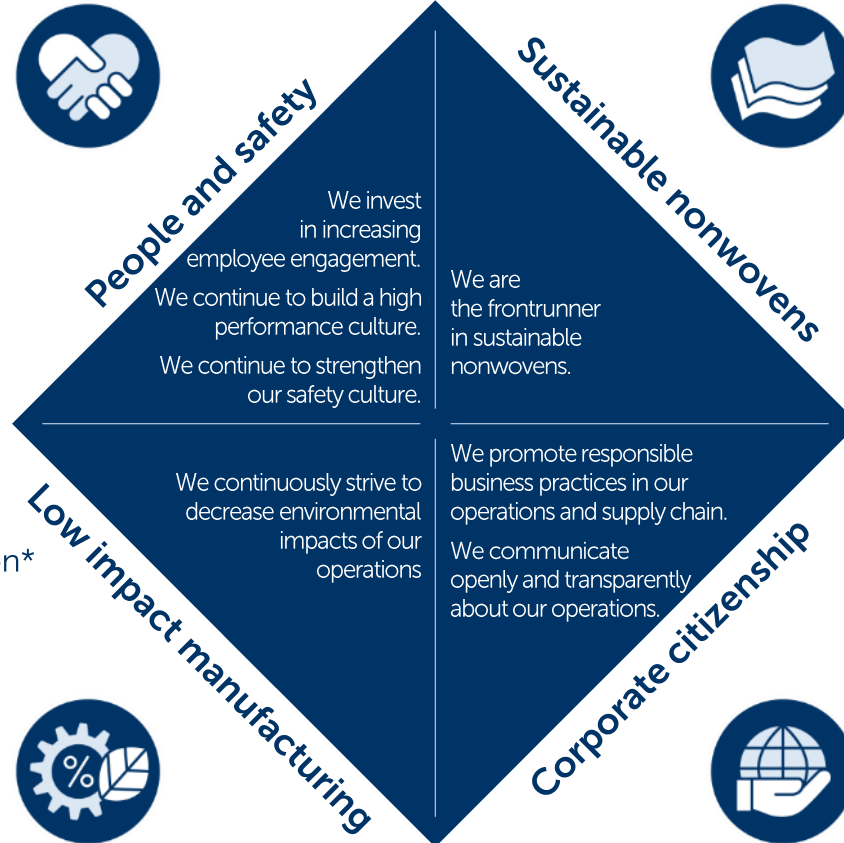 People and safety
We invest
in increasing
employee engagement.
We continue to build a high
performance culture.
We continue to strengthen
our safety culture.
Sustainable nonwovens
We are
the frontrunner
in sustainable
nonwovens.
Low impact manufacturing
We continuously strive to
decrease environmental
impacts of our
operations
Corporate citizenship
We promote responsible
business practices in our
operations and supply chain.
We communicate
openly and transparently
about our operations.
n*
%